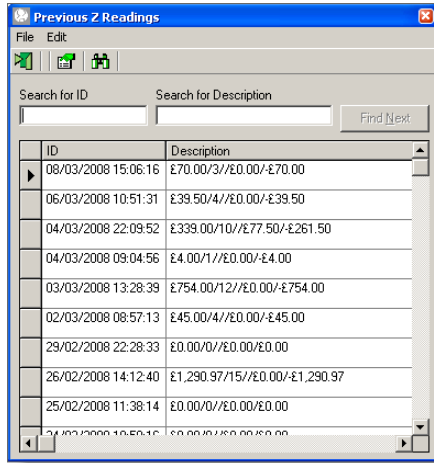 Previous Z Readings
File Edit
Search for ID Search for Description
Find Next
ID Description
08/03/2008 15:06:16 £70.00/3//£0.00/-£70.00
06/03/2008 10:51:31 £39.50/4//£0.00/-£39.50
04/03/2008 22:09:52 £339.00/10//£77.50/-£261.50
04/03/2008 09:04:56 £4.00/1//£0.00/-£4.00
03/03/2008 13:28:39 £754.00/12//£0.00/-£754.00
02/03/2008 08:57:13 £45.00/4//£0.00/-£45.00
29/02/2008 22:28:33 £0.00/0//£0.00/£0.00
26/02/2008 14:12:40 £1,290.97/15//£0.00/-£1,290.97
25/02/2008 11:38:14 £0.00/0//£0.00/£0.00